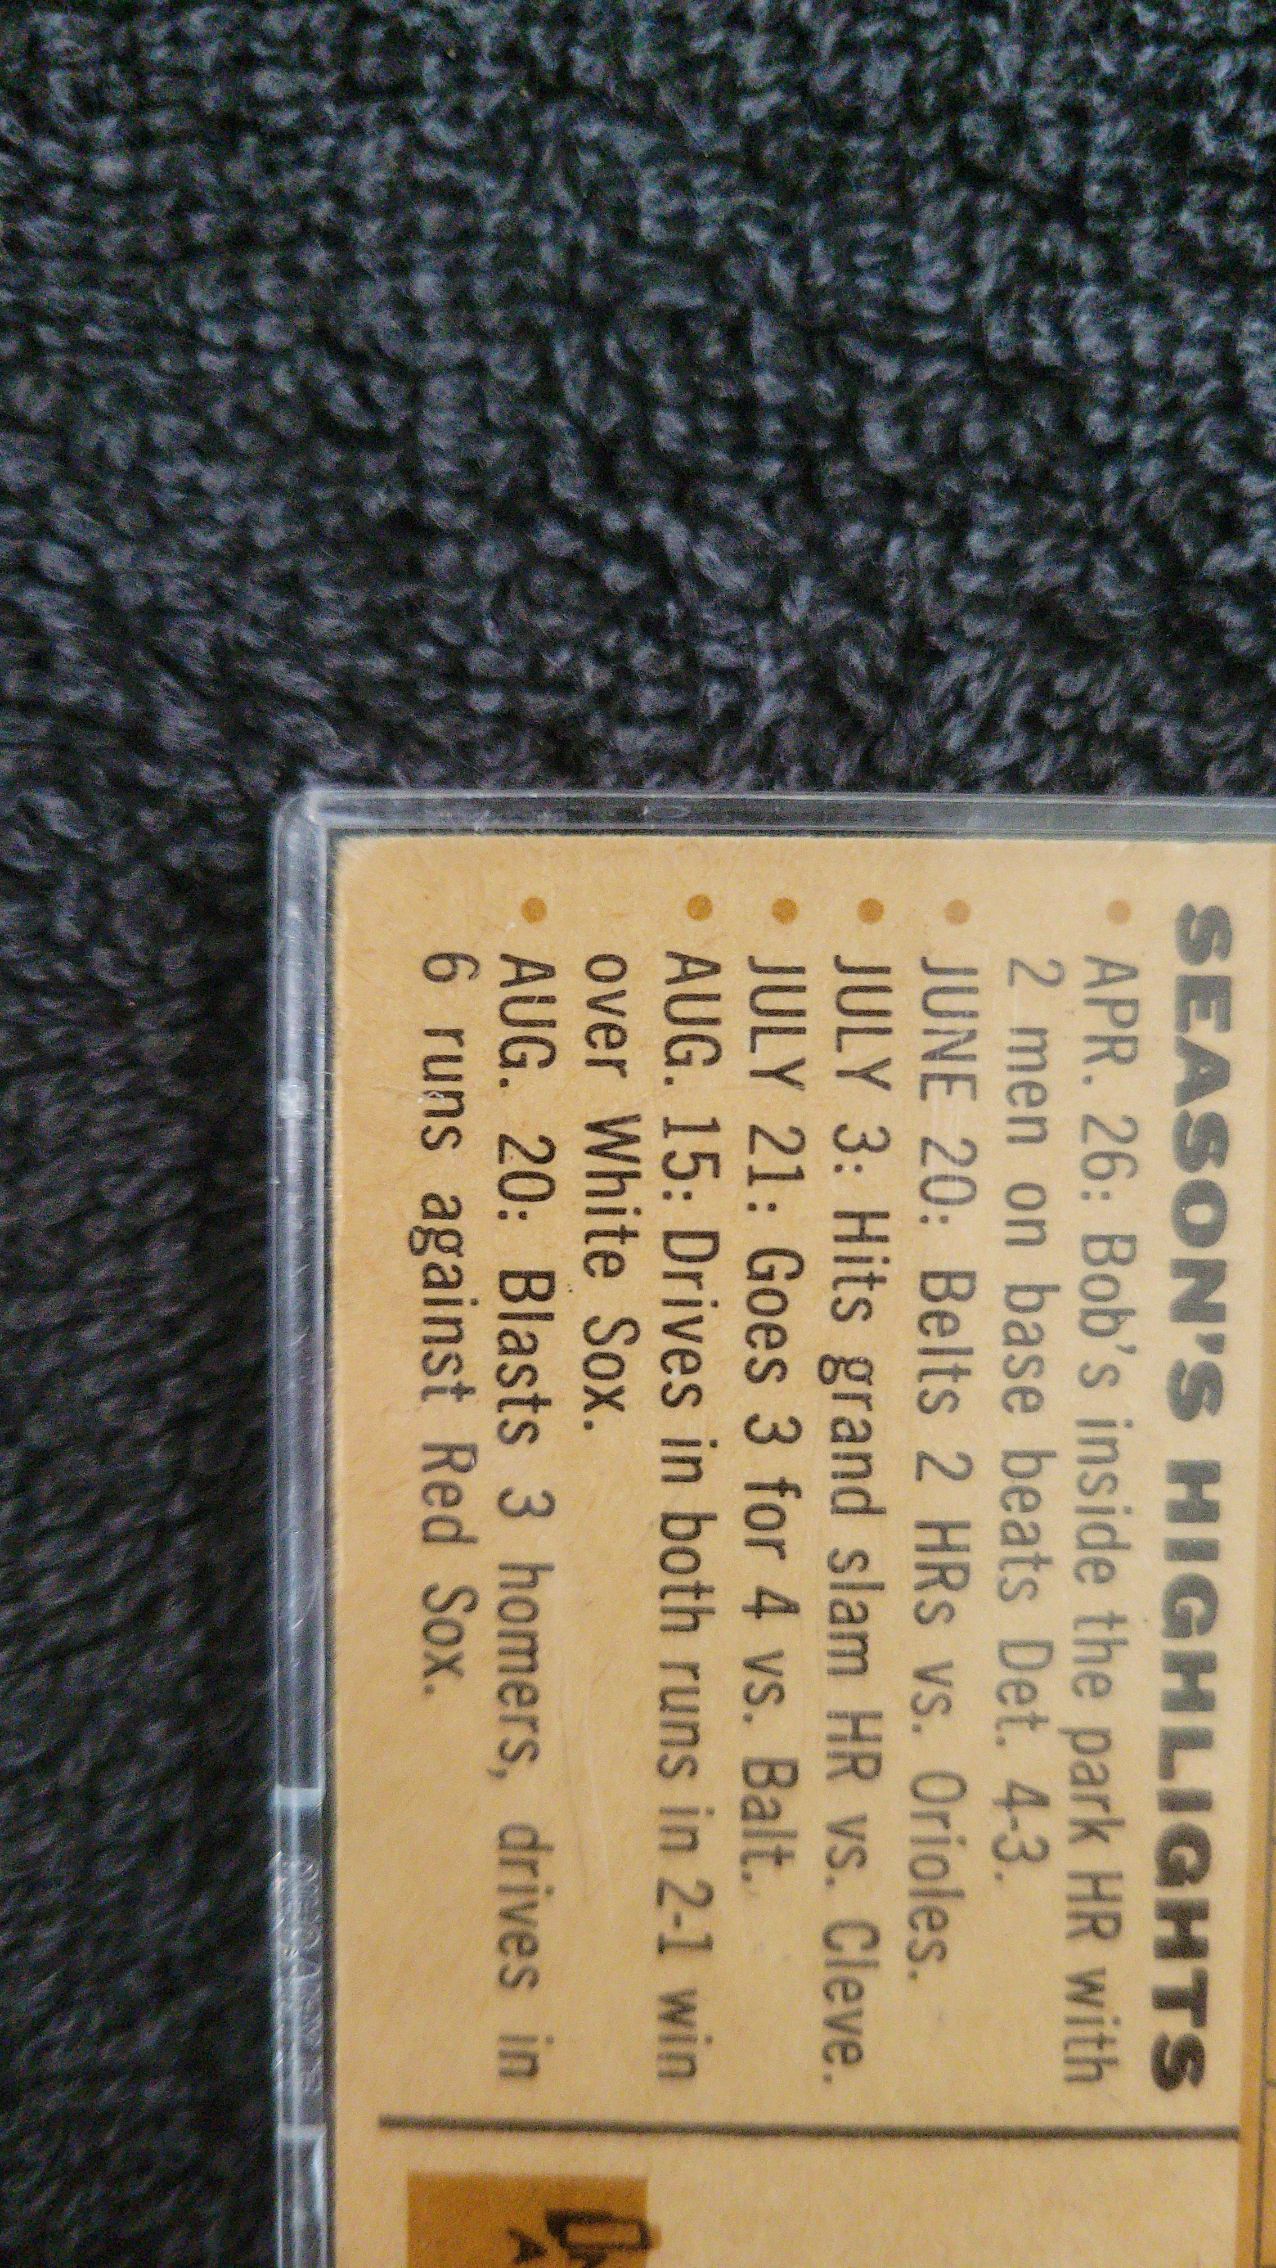 SEASON'S HIGHLIGHTS
• APR. 26: Bob's inside the park HR with
2 men on base beats Det. 4-3.
• JUNE 20: Belts 2 HRs vs. Orioles.
• JULY 3: Hits grand slam HR vs. Cleve.
• JULY 21: Goes 3 for 4 vs. Balt.
• AUG. 15: Drives in both runs in 2-1 win
over White Sox.
• AUG. 20: Blasts 3 homers, drives in
6 runs against Red Sox.